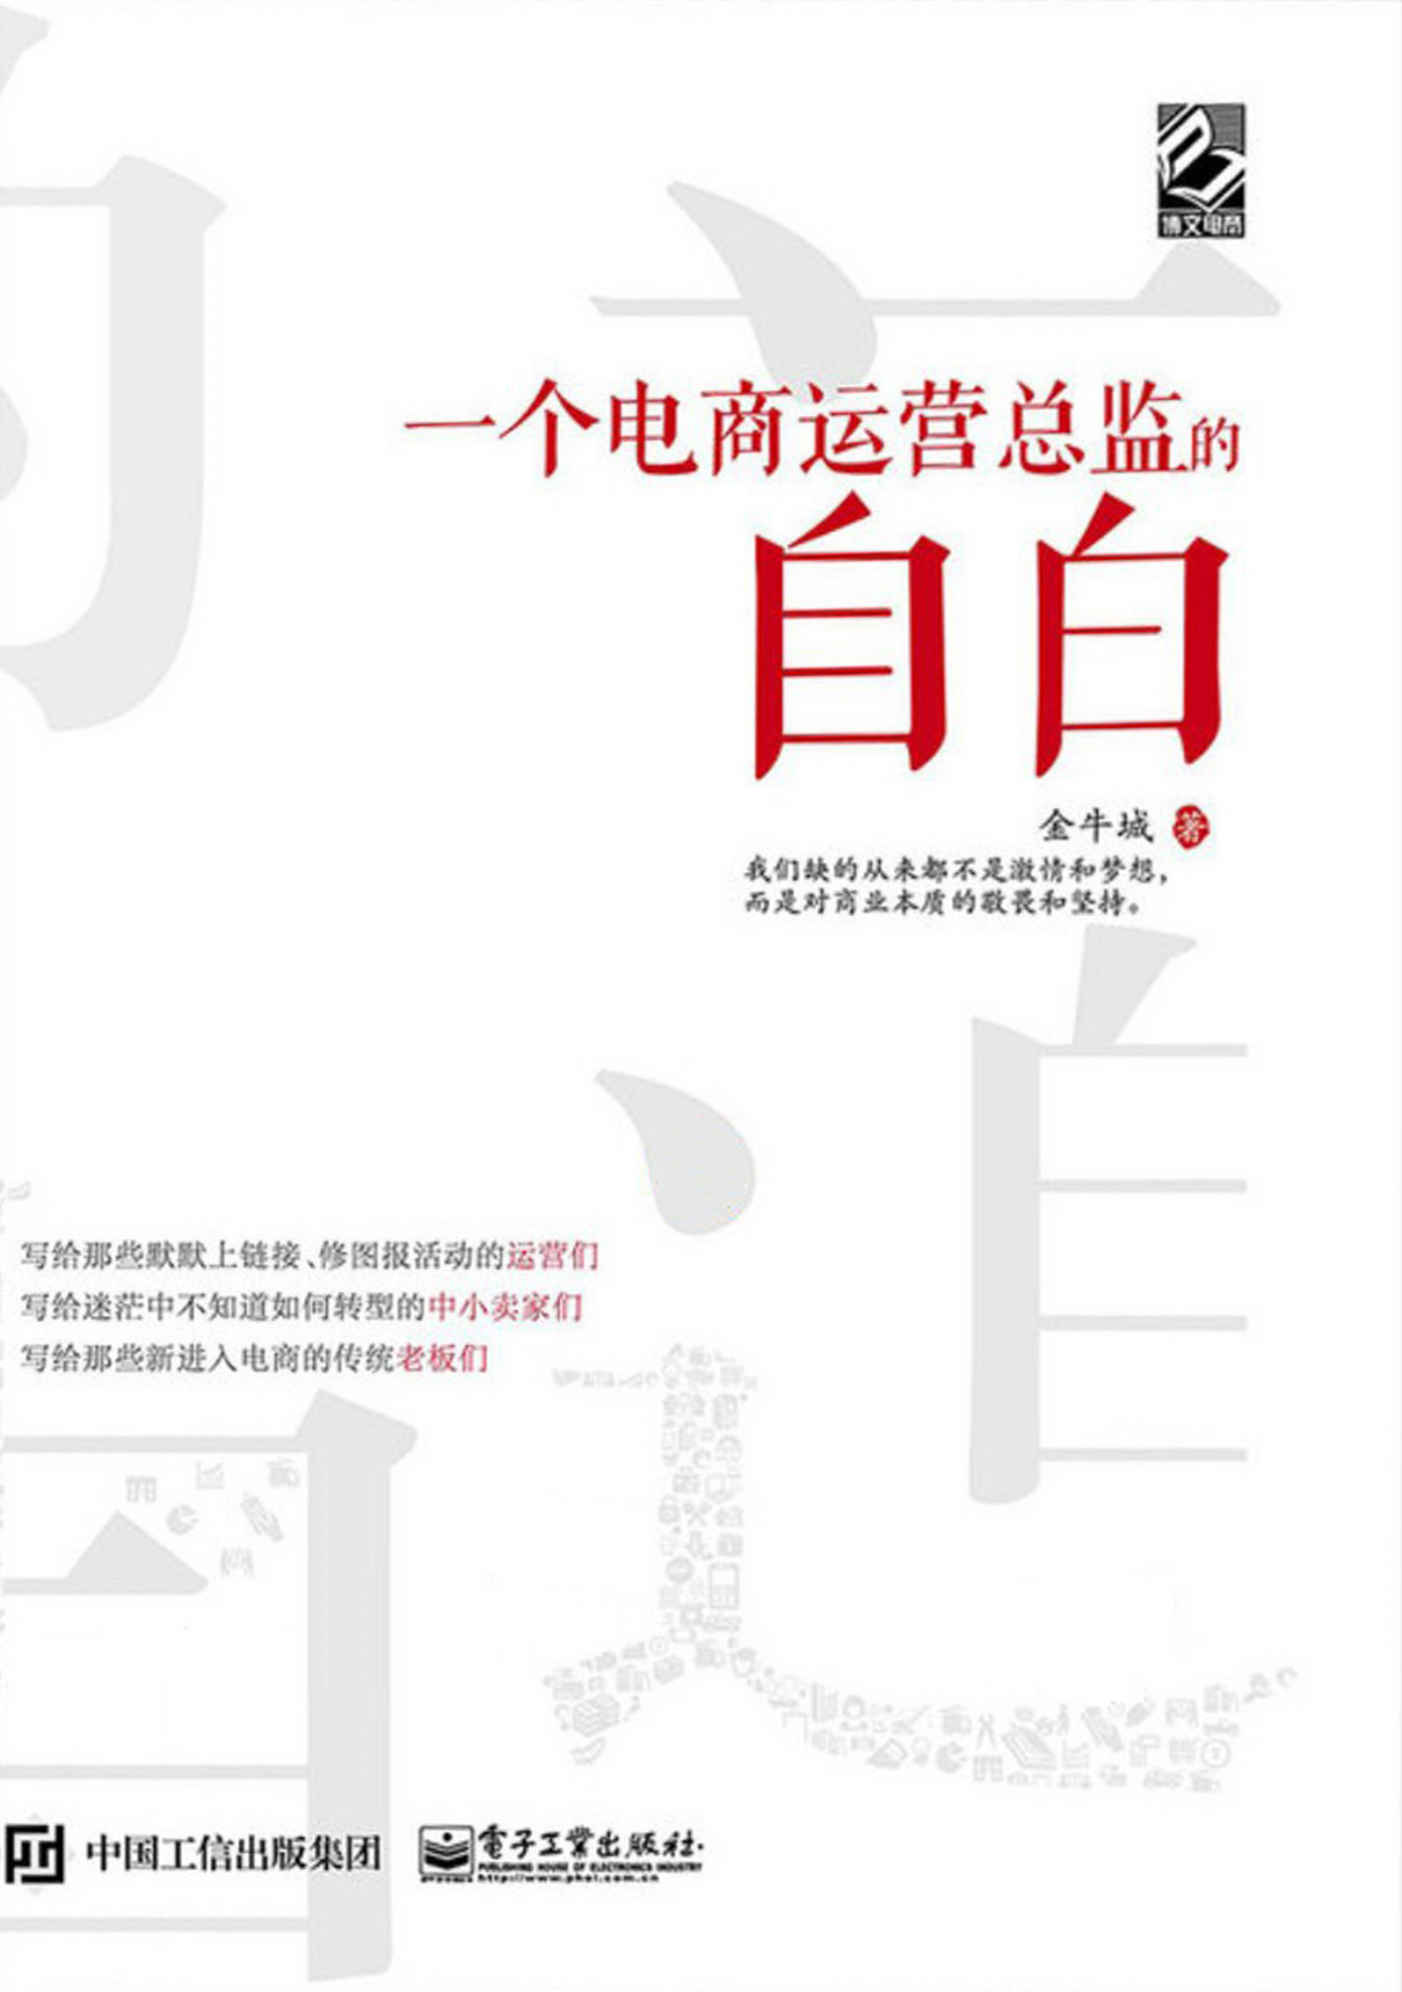 博文电商
一个电商运营总监的
自白
金牛城 著
我们缺的从来都不是激情和梦想，
而是对商业本质的敬畏和坚持。
写给那些默默上链接、修图报活动的运营们
写给迷茫中不知道如何转型的中小卖家们
写给那些新进入电商的传统老板们
中国工信出版集团
電子工業出版社.
PUBLISHING HOUSE OF ELECTRONICS INDUSTRY
http://www.phei.com.cn